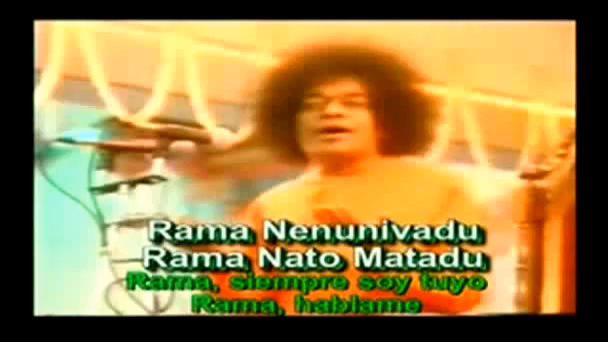 Rama Nenunivadu
Rama Nato Matadu
Rama, siempre soy tuyo
Rama, hablame